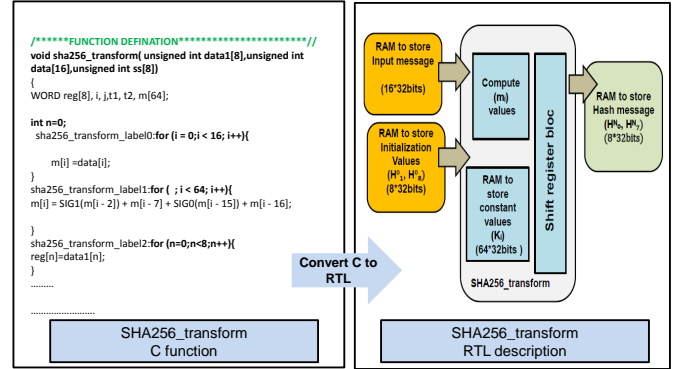 /******FUNCTION DEFINATION***********************//
void sha256_transform( unsigned int data1[8],unsigned int
data[16],unsigned int ss[8])
{
WORD reg[8], i, j,t1, t2, m[64];
int n=0;
sha256_transform_label0:for (i = 0;i < 16; i++){
m[i] =data[i];
}
sha256_transform_label1:for ( ; i < 64; i++){
m[i] = SIG1(m[i - 2]) + m[i - 7] + SIG0(m[i - 15]) + m[i - 16];
}
sha256_transform_label2:for (n=0;n<8;n++){
reg[n]=data1[n];
}
.........
..........................
SHA256_transform
C function
Convert C to
RTL
RAM to store
Input message
(16*32bits)
RAM to store
Initialization
Values
(H⁰₁, H⁰₈)
(8*32bits)
Compute
(mᵢ)
values
RAM to
store
constant
values
(Kᵢ)
(64*32bits )
Shift register bloc
SHA256_transform
RAM to store
Hash message
(Hᴺ₀, Hᴺ₇)
(8*32bits)
SHA256_transform
RTL description